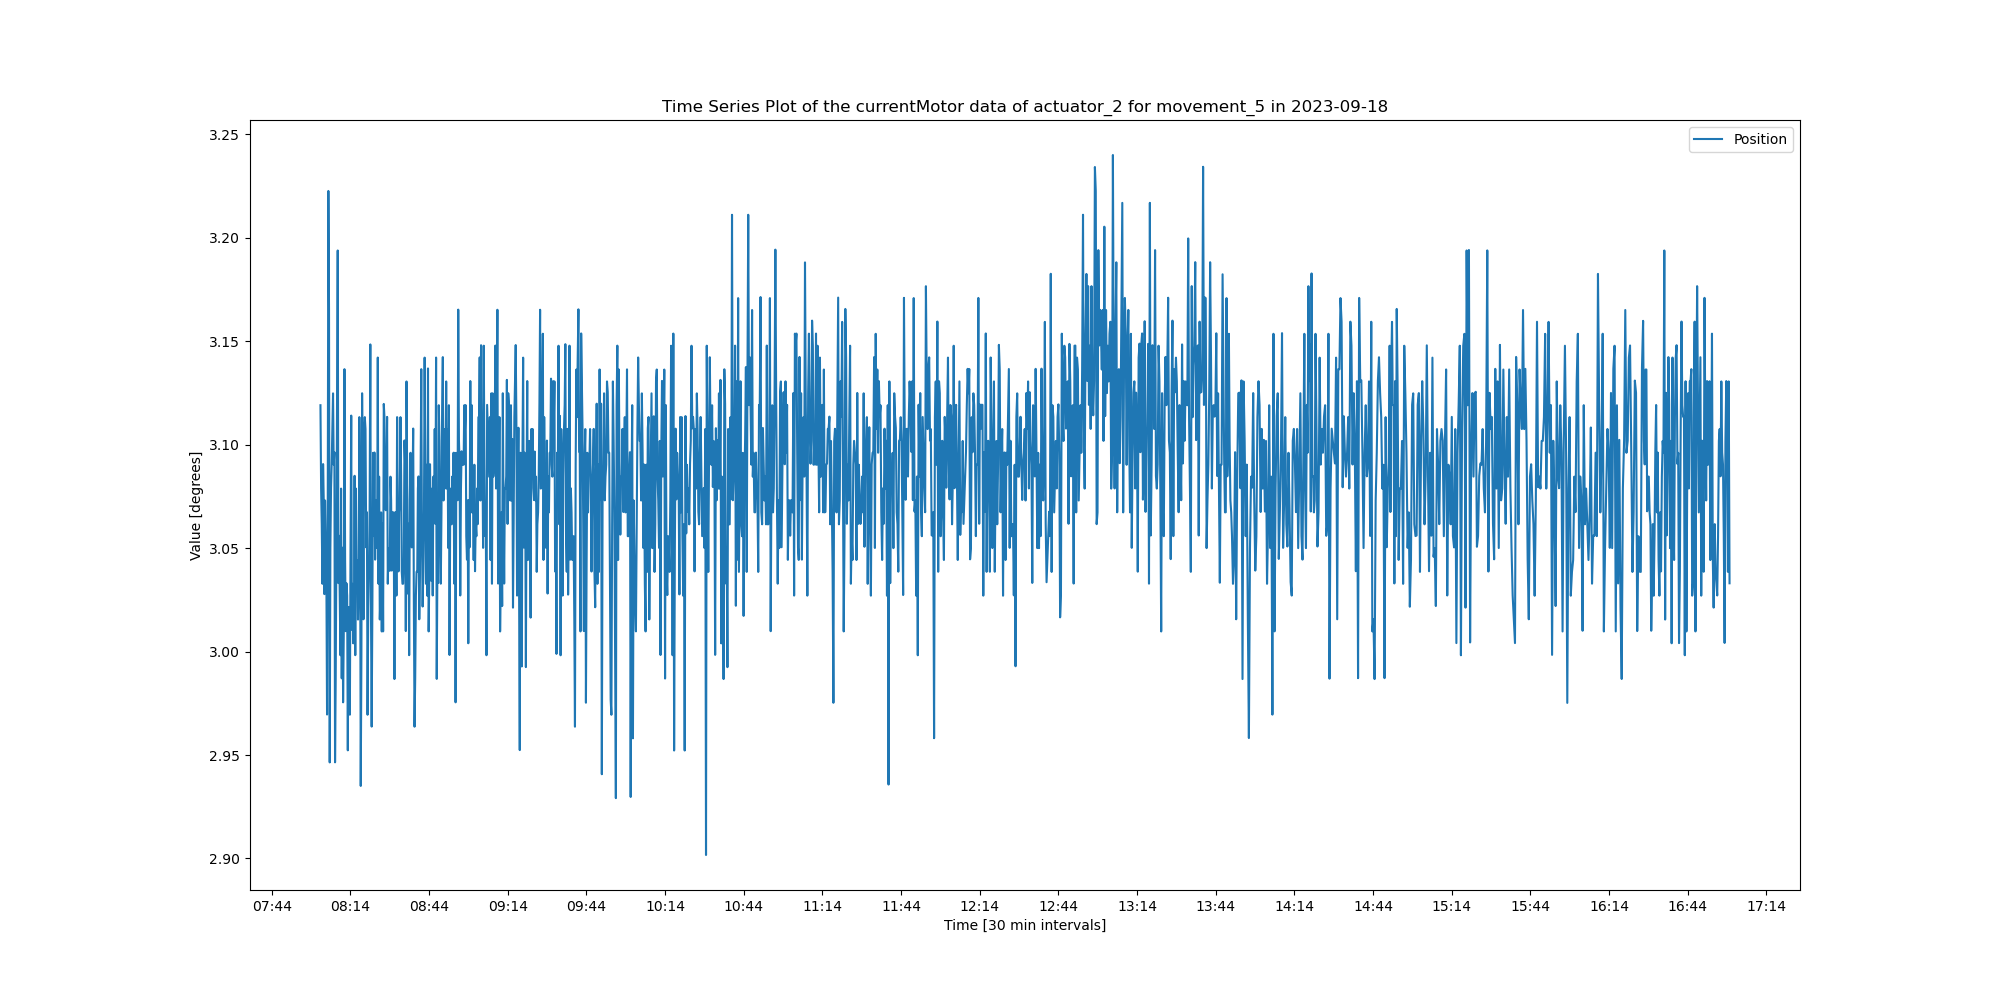 Time Series Plot of the currentMotor data of actuator_2 for movement_5 in 2023-09-18
Position
3.25
3.20
3.15
3.10
3.05
3.00
2.95
2.90
Value [degrees]
07:44 08:14 08:44 09:14 09:44 10:14 10:44 11:14 11:44 12:14 12:44 13:14 13:44 14:14 14:44 15:14 15:44 16:14 16:44 17:14
Time [30 min intervals]